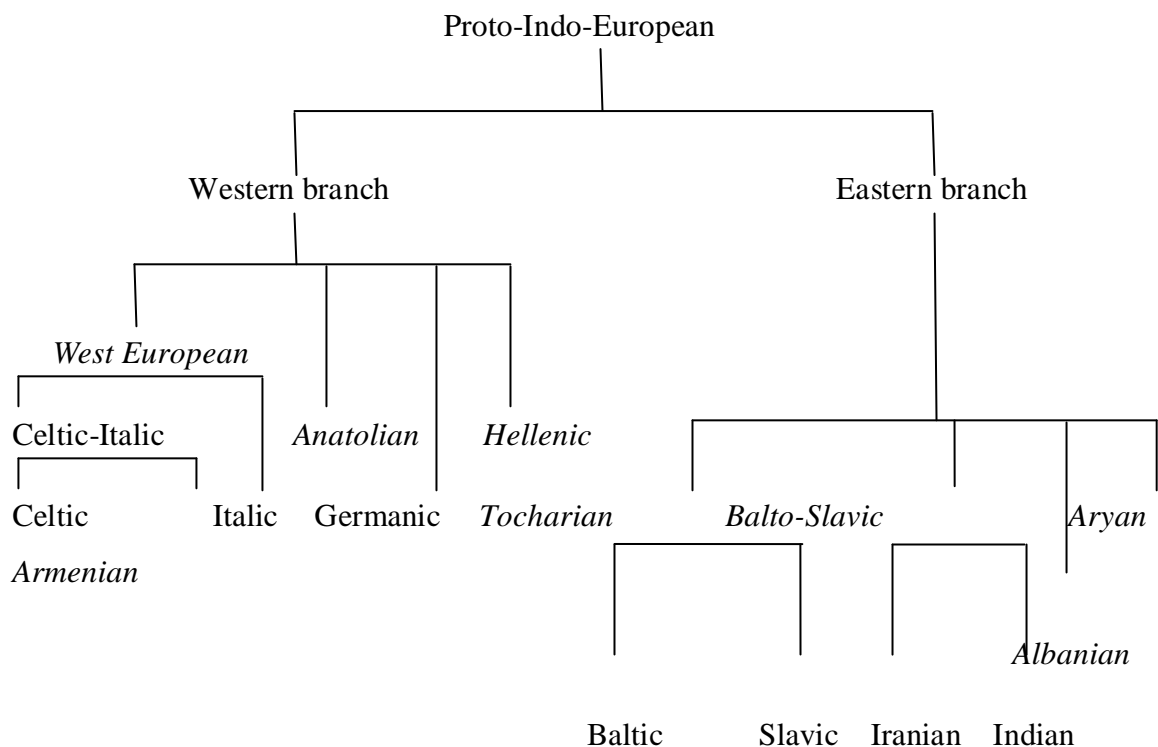 Proto-Indo-European
Western branch Eastern branch
West European
Celtic-Italic Anatolian Hellenic
Celtic Italic Germanic Tocharian Balto-Slavic Aryan
Armenian
Albanian
Baltic Slavic Iranian Indian